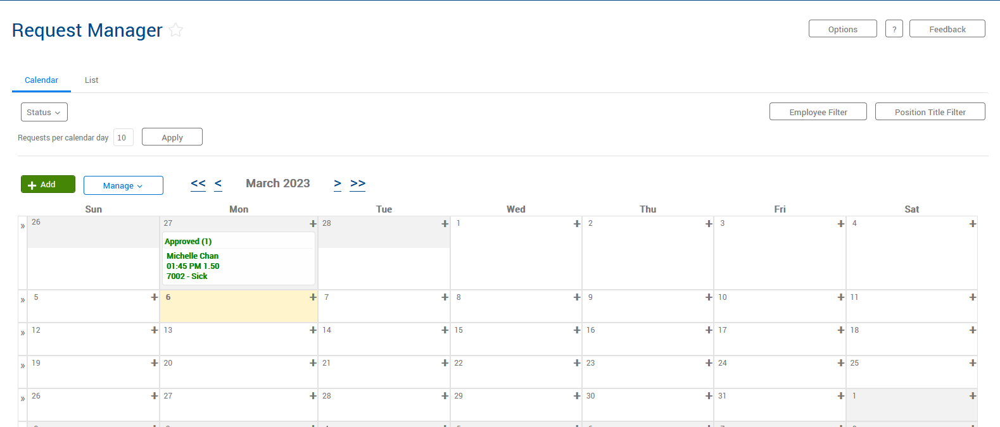 Request Manager
Options ? Feedback
Calendar List
Status
Employee Filter Position Title Filter
Requests per calendar day 10 Apply
+ Add Manage << < March 2023 > >>
Sun Mon Tue Wed Thu Fri Sat
» 26 27 + 28 + 1 + 2 + 3 + 4 +
Approved (1)
Michelle Chan
01:45 PM 1.50
7002 - Sick
» 5 + 6 + 7 + 8 + 9 + 10 + 11 +
» 12 + 13 + 14 + 15 + 16 + 17 + 18 +
» 19 + 20 + 21 + 22 + 23 + 24 + 25 +
» 26 + 27 + 28 + 29 + 30 + 31 + 1 +